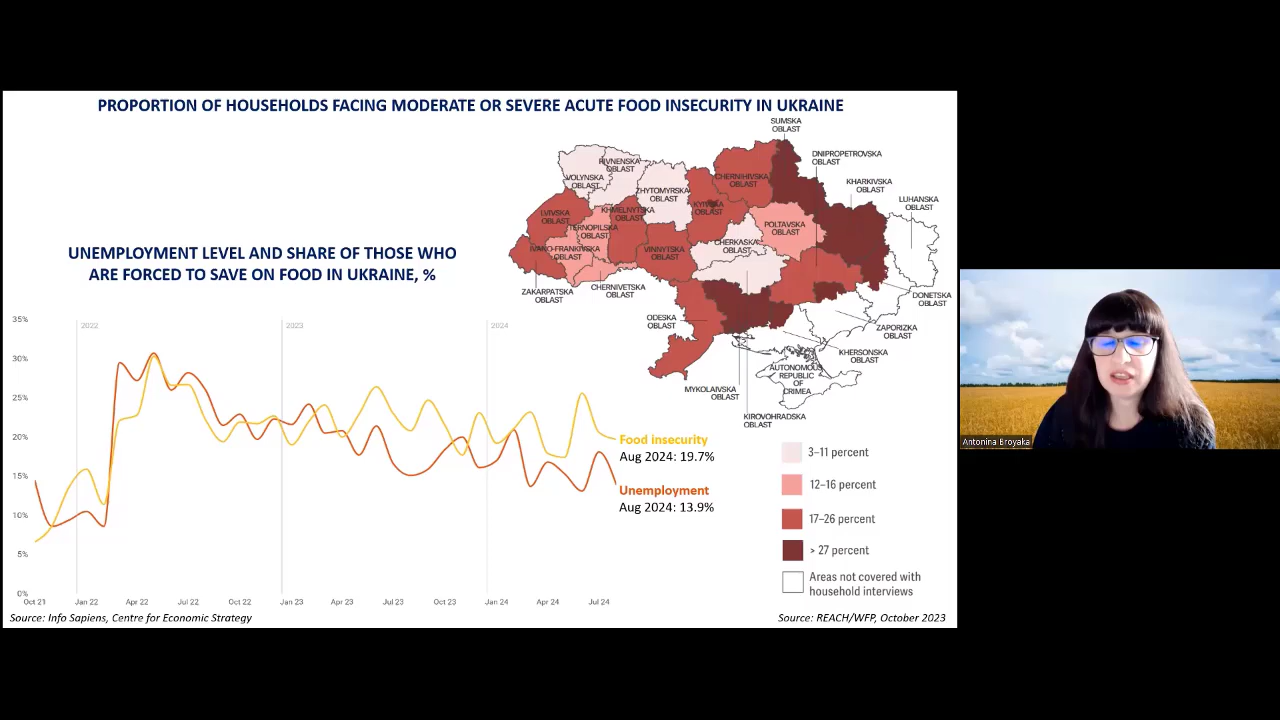 PROPORTION OF HOUSEHOLDS FACING MODERATE OR SEVERE ACUTE FOOD INSECURITY IN UKRAINE
SUMSKA
OBLAST
DNIPROPETROVSKA
OBLAST
KHARKIVSKA
OBLAST
LUHANSKA
OBLAST
RIVNENSKA
OBLAST
VOLYNSKA
OBLAST
ZHYTOMYRSKA
OBLAST
CHERNIHIVSKA
OBLAST
KYIVSKA
OBLAST
LVIVSKA
OBLAST
KHMELNYTSKA
OBLAST
TERNOPILSKA
OBLAST
POLTAVSKA
OBLAST
IVANO-FRANKIVSKA
OBLAST
VINNYTSKA
OBLAST
CHERKASKA
OBLAST
ZAKARPATSKA
OBLAST
CHERNIVETSKA
OBLAST
DONETSKA
OBLAST
ODESKA
OBLAST
ZAPORIZKA
OBLAST
KHERSONSKA
OBLAST
AUTONOMOUS
REPUBLIC
OF
CRIMEA
MYKOLAIVSKA
OBLAST
KIROVOHRADSKA
OBLAST
3–11 percent
12–16 percent
17–26 percent
> 27 percent
Areas not covered with
household interviews
Source: REACH/WFP, October 2023
UNEMPLOYMENT LEVEL AND SHARE OF THOSE WHO
ARE FORCED TO SAVE ON FOOD IN UKRAINE, %
35%
30%
25%
20%
15%
10%
5%
0%
2022
2023
2024
Food insecurity
Aug 2024: 19.7%
Unemployment
Aug 2024: 13.9%
Oct 21 Jan 22 Apr 22 Jul 22 Oct 22 Jan 23 Apr 23 Jul 23 Oct 23 Jan 24 Apr 24 Jul 24
Source: Info Sapiens, Centre for Economic Strategy
Antonina Broyaka